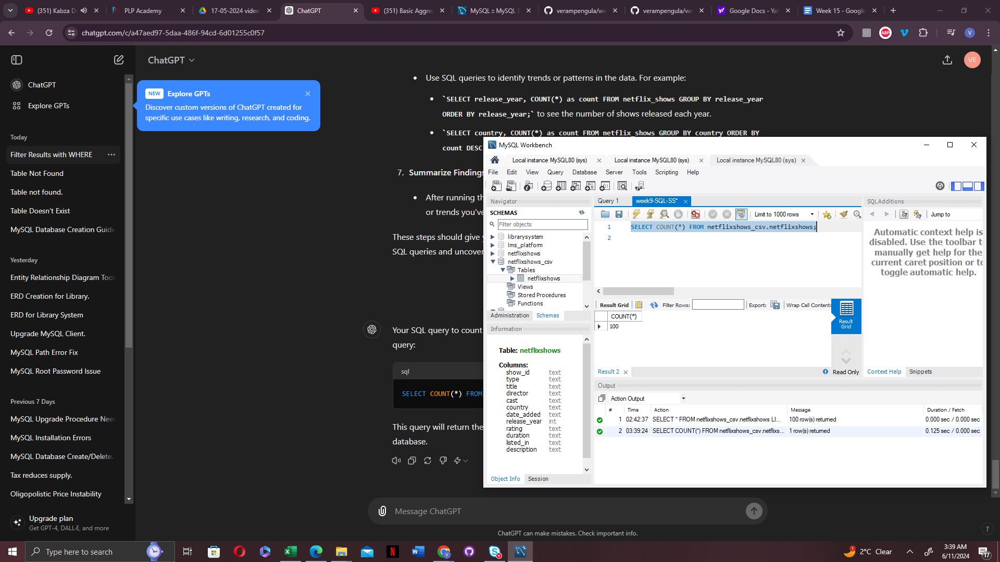 (351) Kabza D
PLP Academy
17-05-2024 video
ChatGPT
(351) Basic Aggre
MySQL :: MySQL 8
verampengula/we
verampengula/we
Google Docs - Ya
Week 15 - Google
chatgpt.com/c/a47aed97-5daa-486f-94cd-6d01255c0f57
ABP
V
ChatGPT
VE
ChatGPT
Explore GPTs
NEW Explore GPTs
Discover custom versions of ChatGPT created for
specific use cases like writing, research, and coding.
Today
Filter Results with WHERE
Table Not Found
Table not found.
Table Doesn't Exist
MySQL Database Creation Guide
Yesterday
Entity Relationship Diagram Tool
ERD Creation for Library.
ERD for Library System
Upgrade MySQL Client.
MySQL Path Error Fix
MySQL Root Password Issue
Previous 7 Days
MySQL Upgrade Procedure Nee
MySQL Installation Errors
MySQL Database Create/Delete.
Tax reduces supply.
Oligopolistic Price Instability
Upgrade plan
Get GPT-4, DALL·E, and more
• Use SQL queries to identify trends or patterns in the data. For example:
• `SELECT release_year, COUNT(*) as count FROM netflix_shows GROUP BY release_year
ORDER BY release_year;` to see the number of shows released each year.
• `SELECT country, COUNT(*) as count FROM netflix_shows GROUP BY country ORDER BY
count DESC
7. Summarize Findings
• After running th
or trends you've
These steps should give y
SQL queries and uncover
Your SQL query to count
query:
sql
SELECT COUNT(*) FROM
This query will return the
database.
Message ChatGPT
ChatGPT can make mistakes. Check important info.
?
MySQL Workbench
Local instance MySQL80 (sys)
Local instance MySQL80 (sys)
Local instance MySQL80 (sys)
File Edit View Query Database Server Tools Scripting Help
Navigator
SCHEMAS
Filter objects
librarysystem
lms_platform
netflixshows
netflixshows_csv
Tables
netflixshows
Views
Stored Procedures
Functions
Administration Schemas
Information
Table: netflixshows
Columns:
show_id text
type text
title text
director text
cast text
country text
date_added text
release_year int
rating text
duration text
listed_in text
description text
Object Info Session
Query 1
week9-SQL-SS*
Limit to 1000 rows
1 SELECT COUNT(*) FROM netflixshows_csv.netflixshows;
2
Result Grid
Filter Rows:
Export:
Wrap Cell Content:
COUNT(*)
100
Result
Grid
Result 2
Read Only
SQLAdditions
Jump to
Automatic context help is
disabled. Use the toolbar t
manually get help for the
current caret position or to
toggle automatic help.
Context Help Snippets
Output
Action Output
# Time Action Message Duration / Fetch
1 02:42:37 SELECT * FROM netflixshows_csv.netflixshows LI... 100 row(s) returned 0.000 sec / 0.000 sec
2 03:39:24 SELECT COUNT(*) FROM netflixshows_csv.netflixs... 1 row(s) returned 0.125 sec / 0.000 sec
Type here to search
2°C Clear
3:39 AM
6/11/2024
17